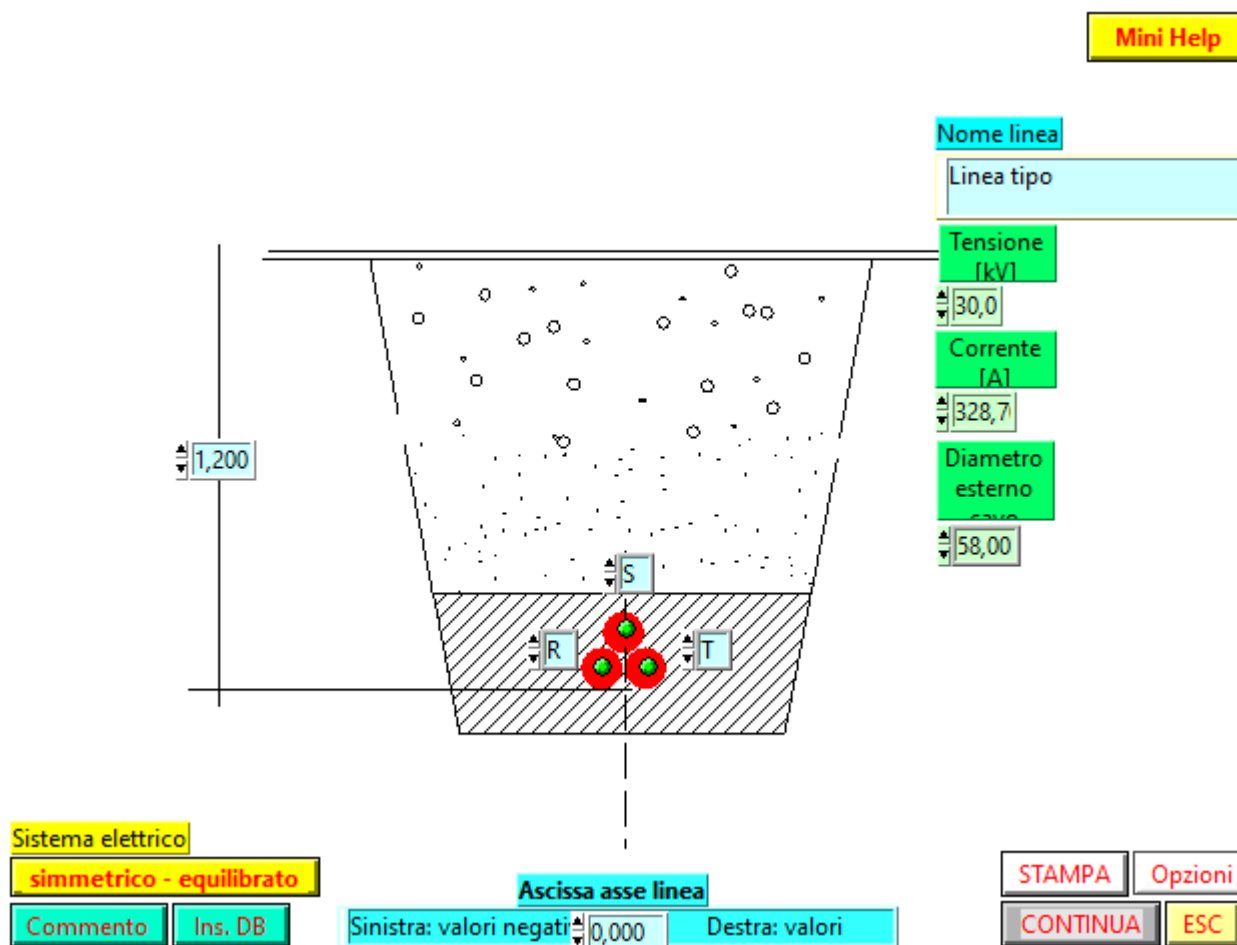 Mini Help
Nome linea
Linea tipo
Tensione
[kV]
30,0
Corrente
[A]
328,7
Diametro
esterno
cavo
58,00
1,200
S
R
T
Sistema elettrico
simmetrico - equilibrato
Commento
Ins. DB
Ascissa asse linea
Sinistra: valori negati
0,000
Destra: valori
STAMPA
Opzioni
CONTINUA
ESC